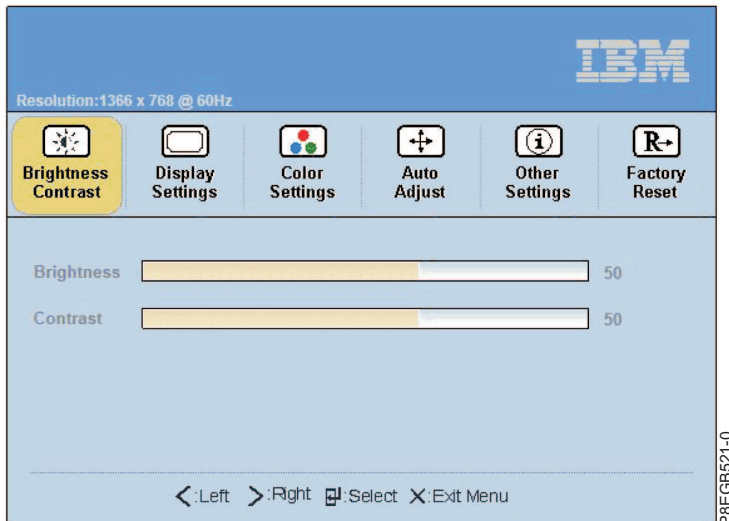 IBM
Resolution:1366 x 768 @ 60Hz
Brightness Contrast
Display Settings
Color Settings
Auto Adjust
Other Settings
R Factory Reset
Brightness 50
Contrast 50
<:Left >:Right :Select X:Exit Menu
P8EGB521-0